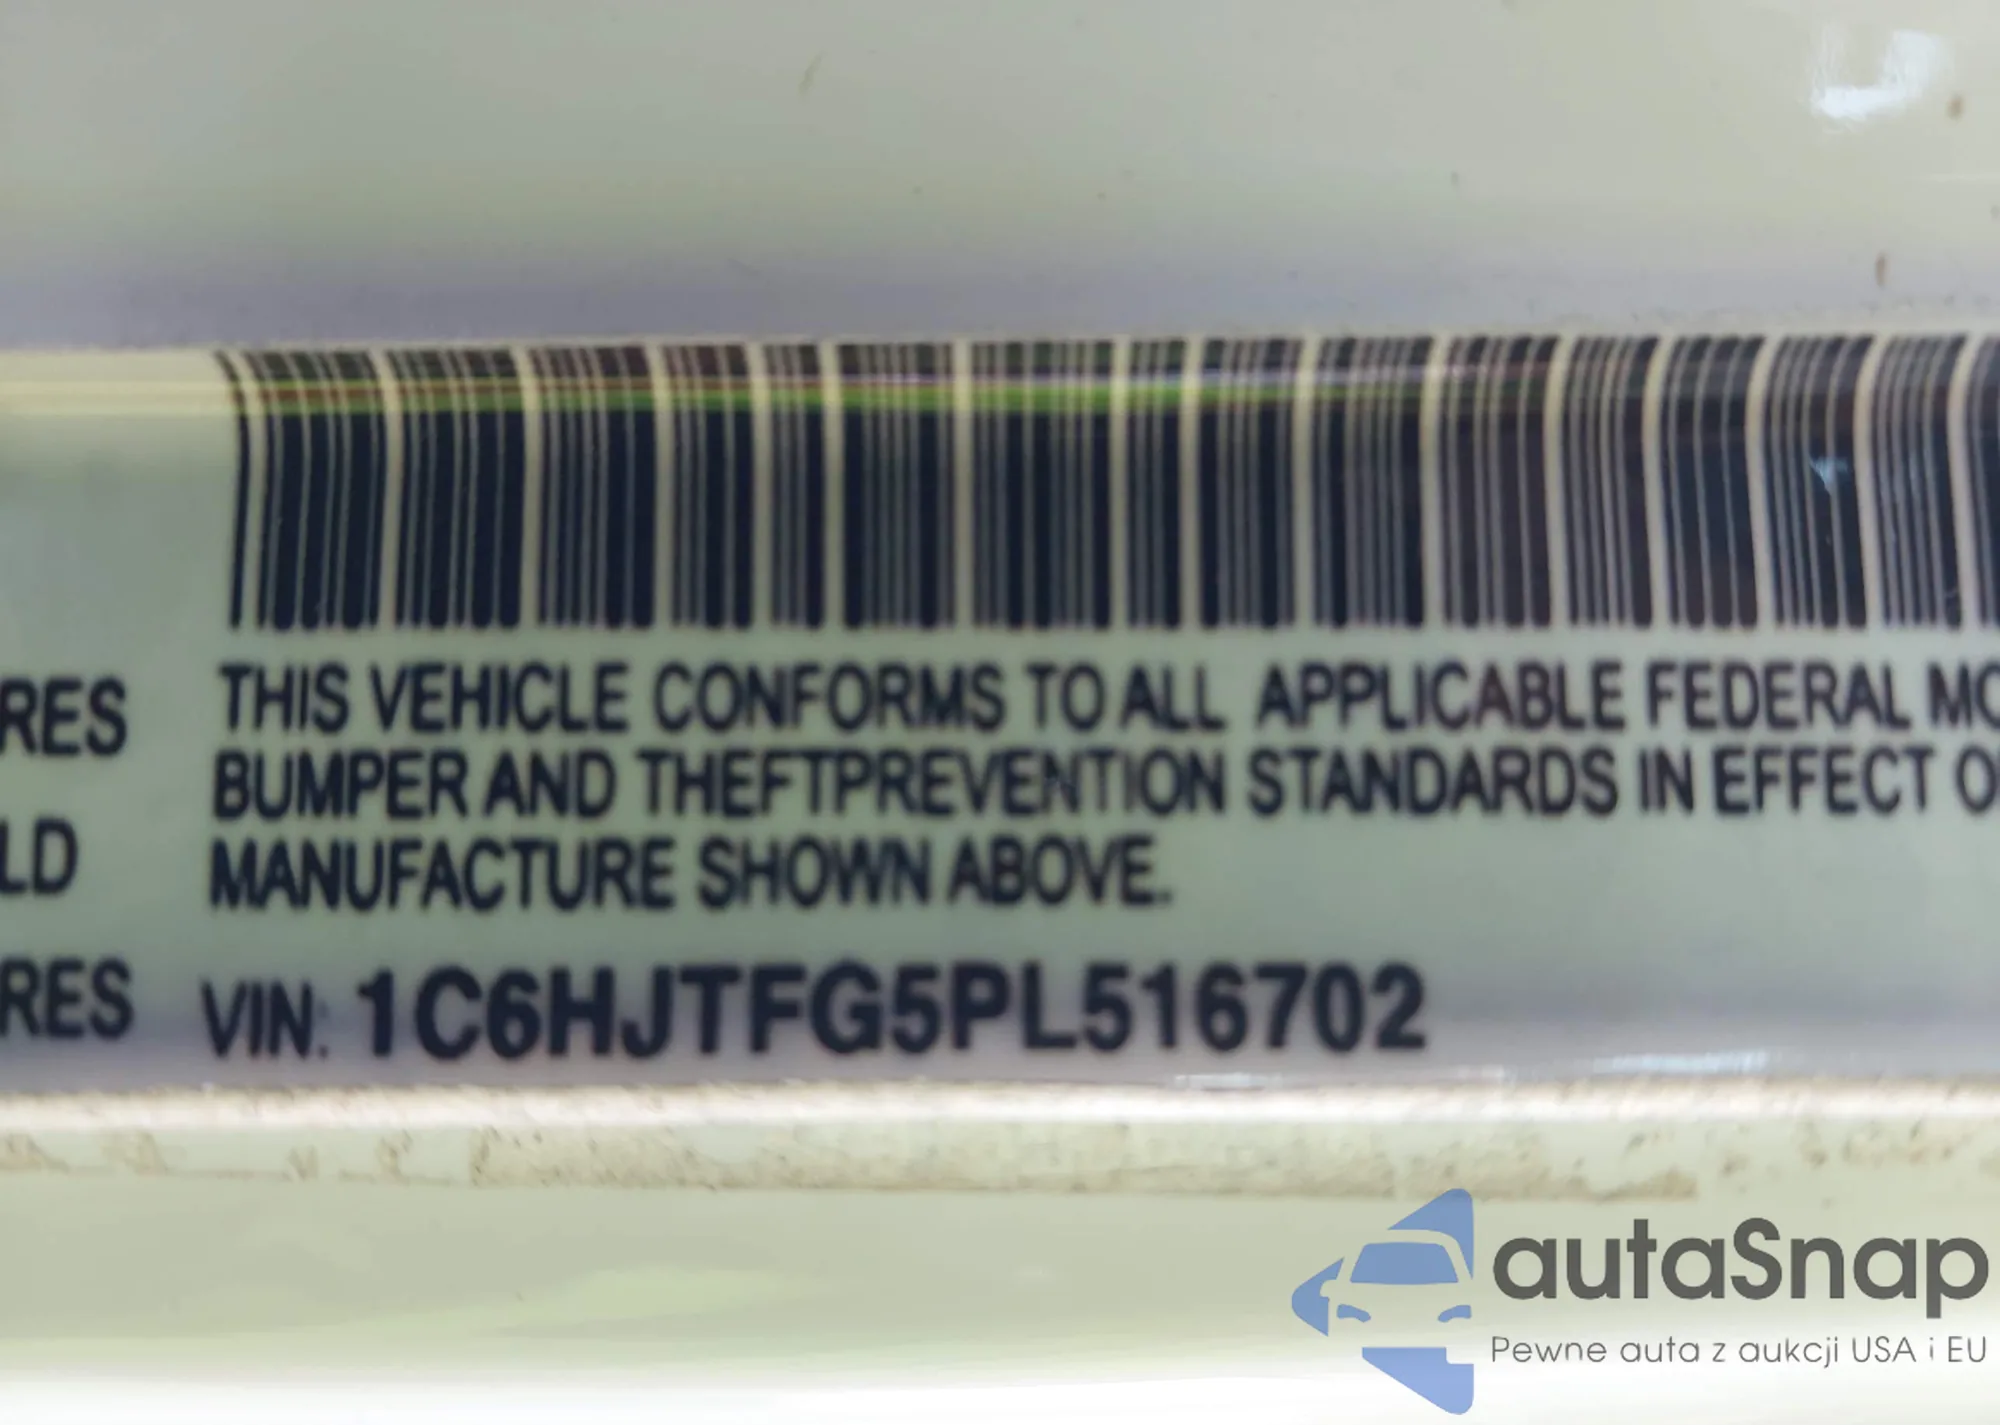 THIS VEHICLE CONFORMS TO ALL APPLICABLE FEDERAL MO
BUMPER AND THEFTPREVENTION STANDARDS IN EFFECT O
MANUFACTURE SHOWN ABOVE.
VIN: 1C6HJTFG5PL516702
RES
LD
RES
autaSnap
Pewne auta z aukcji USA i EU